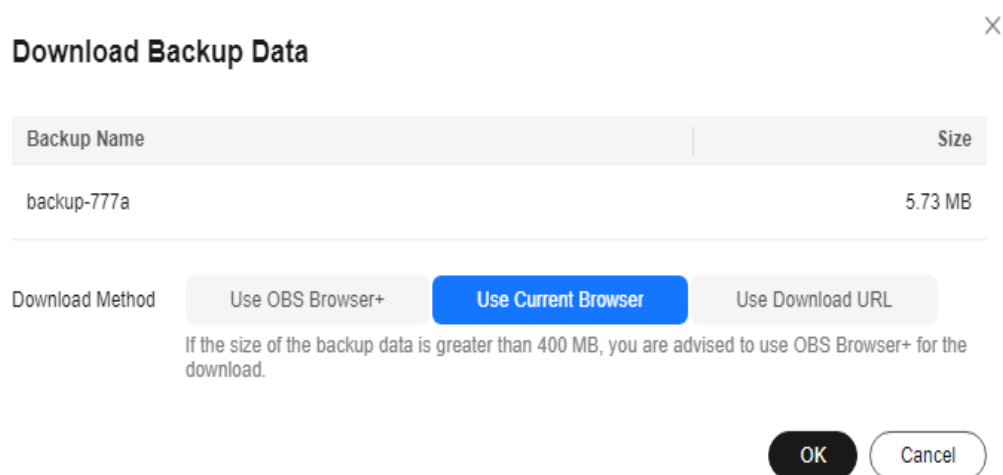 Download Backup Data
Backup Name Size
backup-777a 5.73 MB
Download Method Use OBS Browser+ Use Current Browser Use Download URL
If the size of the backup data is greater than 400 MB, you are advised to use OBS Browser+ for the
download.
OK Cancel